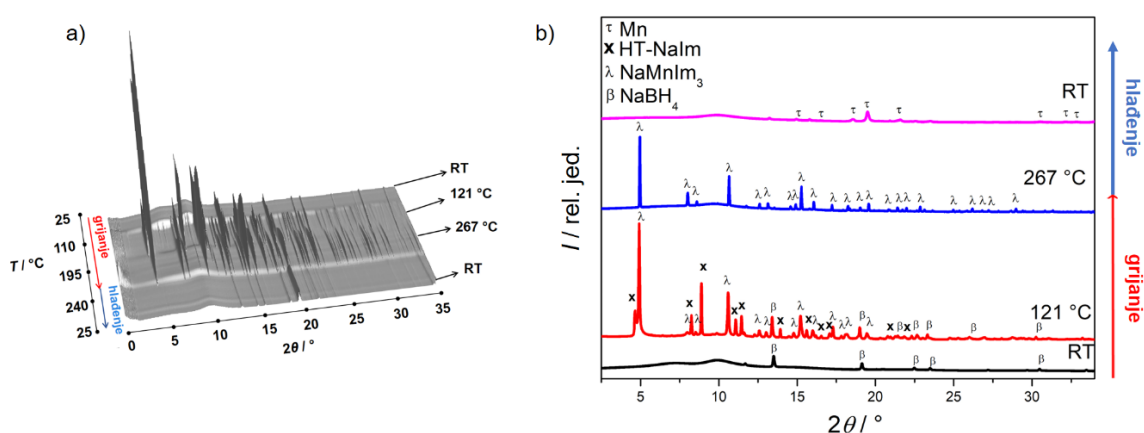 a)
RT
121 °C
267 °C
RT
25
110
195
240
25
T / °C
grijanje
hlađenje
0
5
10
15
20
25
30
35
2θ / °
b)
τ Mn
x HT-NaIm
λ NaMnIm₃
β NaBH₄
RT
τ τ τ τ τ τ τ τ
267 °C
λ λ λ λ λ λ λ λ λ λ λ λ λ λ λ λ λ λ λ λ λ λ
121 °C
RT
β β β β β
I / rel. jed.
5 10 15 20 25 30
2θ / °
hlađenje
grijanje